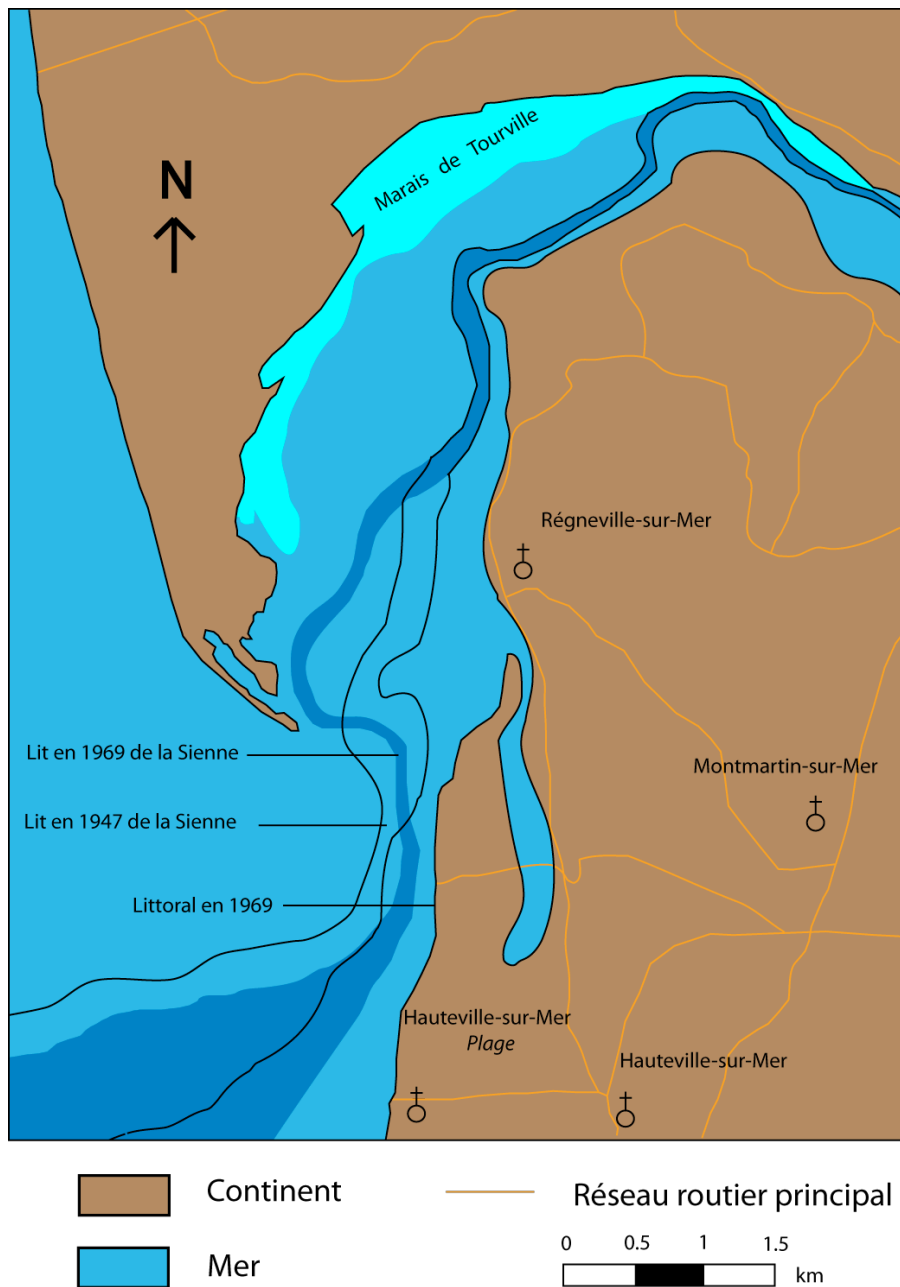 Marais de Tourville
N
Régneville-sur-Mer
Lit en 1969 de la Sienne
Montmartin-sur-Mer
Lit en 1947 de la Sienne
Littoral en 1969
Hauteville-sur-Mer
Plage
Hauteville-sur-Mer
Continent
Réseau routier principal
Mer
0 0.5 1 1.5
km